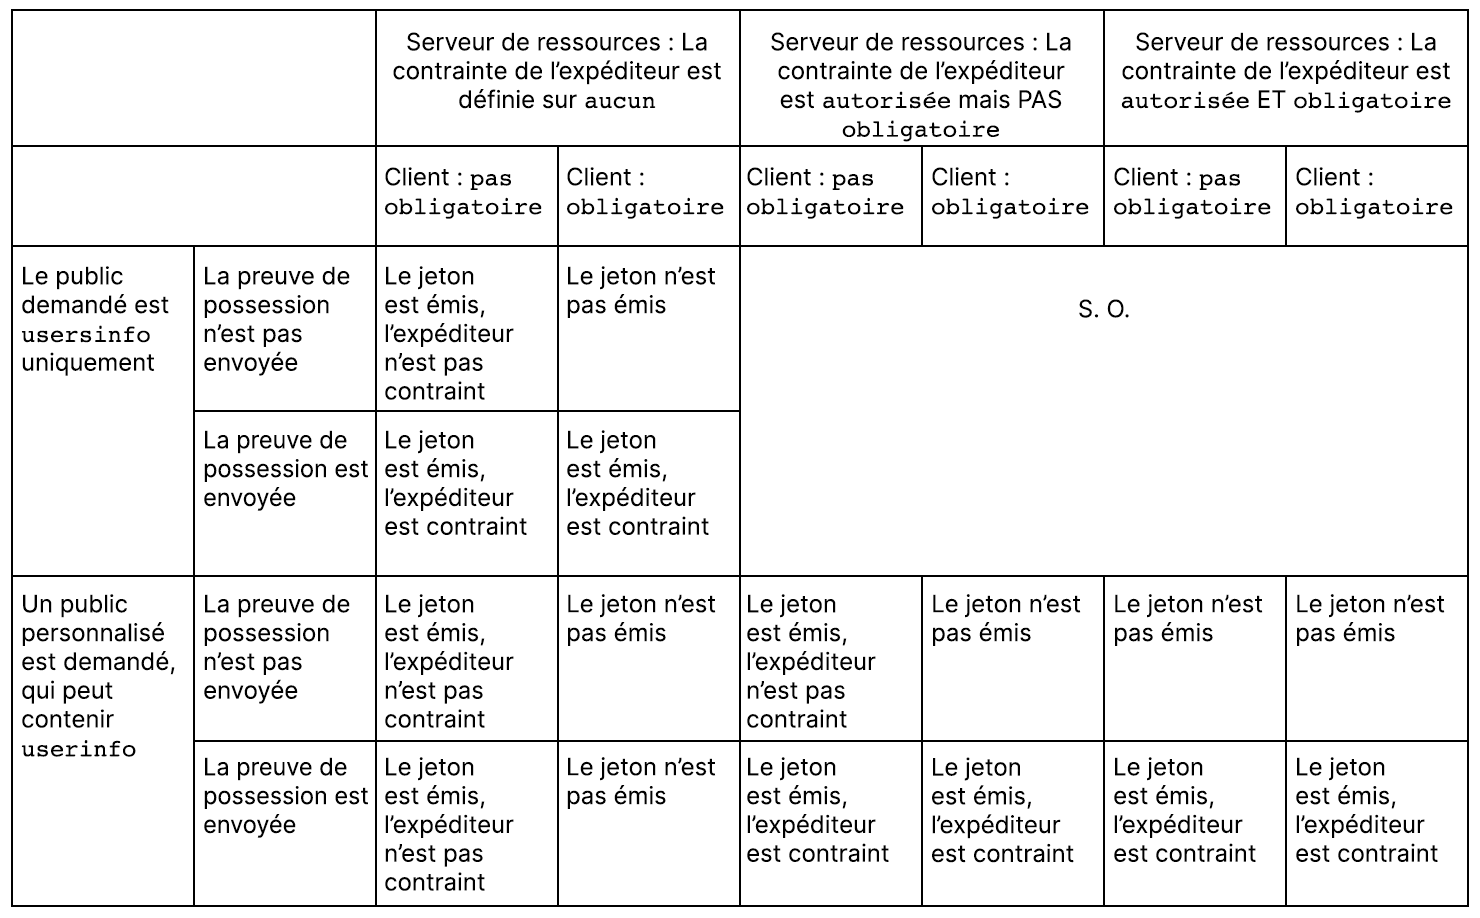 Serveur de ressources : La
contrainte de l’expéditeur est
définie sur aucun
Serveur de ressources : La
contrainte de l’expéditeur
est autorisée mais PAS
obligatoire
Serveur de ressources : La
contrainte de l’expéditeur est
autorisée ET obligatoire
Client : pas
obligatoire
Client :
obligatoire
Client : pas
obligatoire
Client :
obligatoire
Client : pas
obligatoire
Client :
obligatoire
Le public
demandé est
usersinfo
uniquement
La preuve de
possession
n’est pas
envoyée
Le jeton
est émis,
l’expéditeur
n’est pas
contraint
Le jeton n’est
pas émis
S. O.
La preuve de
possession est
envoyée
Le jeton
est émis,
l’expéditeur
est contraint
Le jeton
est émis,
l’expéditeur
est contraint
Un public
personnalisé
est demandé,
qui peut
contenir
userinfo
La preuve de
possession
n’est pas
envoyée
Le jeton
est émis,
l’expéditeur
n’est pas
contraint
Le jeton n’est
pas émis
Le jeton
est émis,
l’expéditeur
n’est pas
contraint
Le jeton n’est
pas émis
Le jeton n’est
pas émis
Le jeton n’est
pas émis
La preuve de
possession est
envoyée
Le jeton
est émis,
l’expéditeur
n’est pas
contraint
Le jeton n’est
pas émis
Le jeton
est émis,
l’expéditeur
est contraint
Le jeton
est émis,
l’expéditeur
est contraint
Le jeton
est émis,
l’expéditeur
est contraint
Le jeton
est émis,
l’expéditeur
est contraint